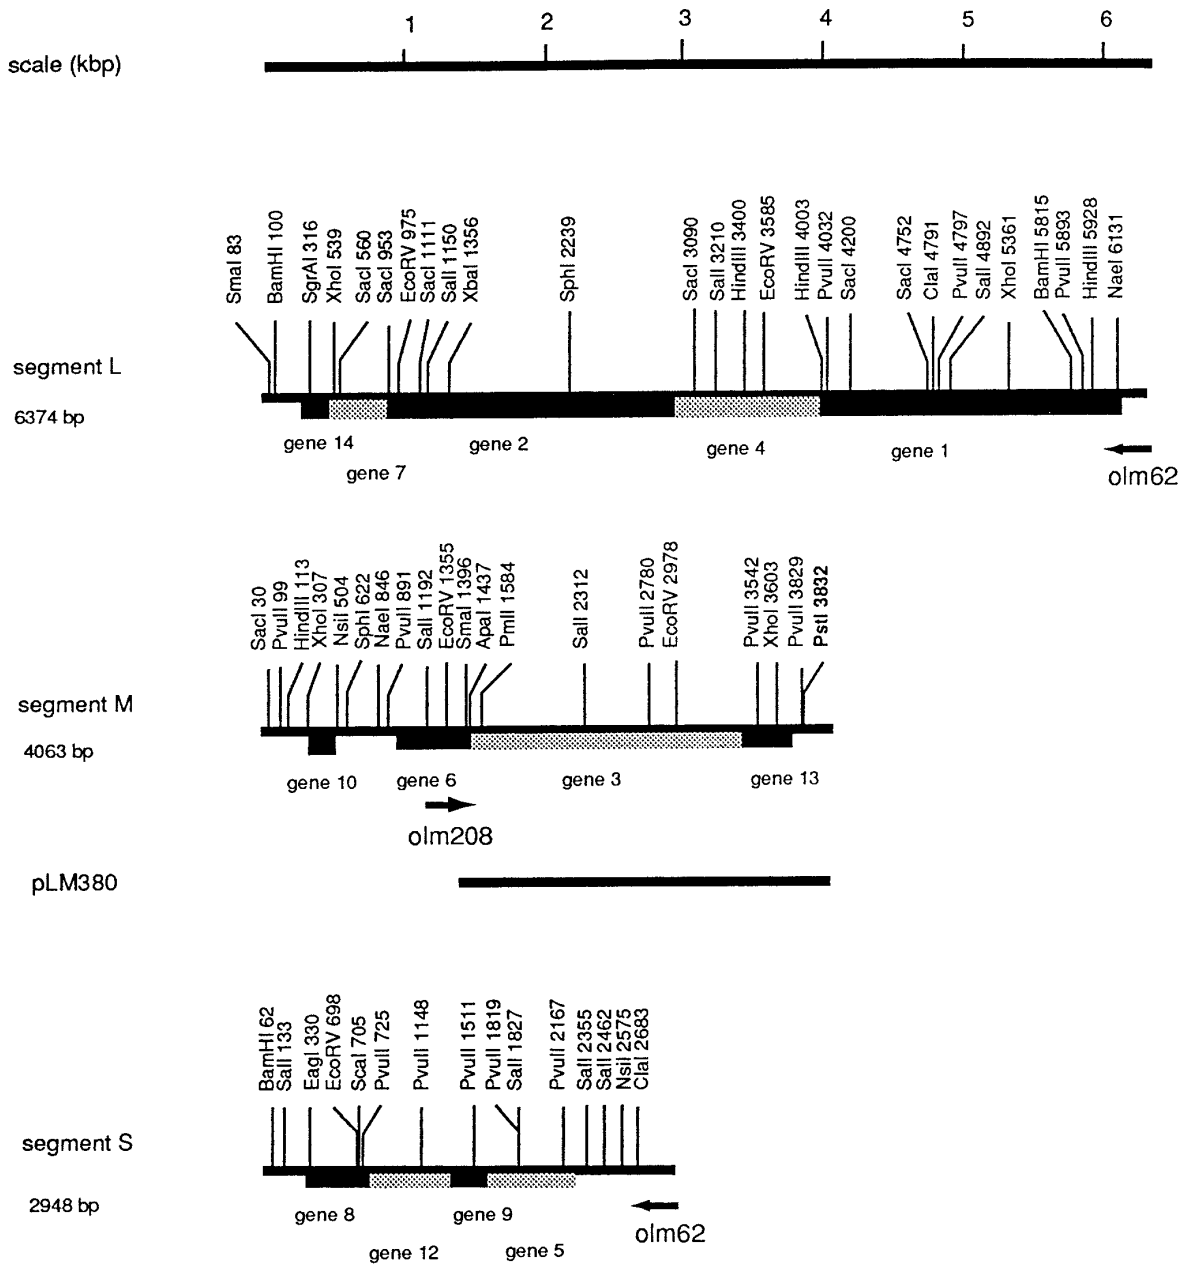 1 2 3 4 5 6
scale (kbp)
SmaI 83
BamHI 100
SgrAI 316
XhoI 539
SacI 560
SacI 953
EcoRV 975
SacI 1111
SalI 1150
XbaI 1356
SphI 2239
SacI 3090
SalI 3210
HindIII 3400
EcoRV 3585
HindIII 4003
PvuII 4032
SacI 4200
SacI 4752
ClaI 4791
PvuII 4797
SalI 4892
XhoI 5361
BamHI 5815
PvuII 5893
HindIII 5928
NaeI 6131
segment L
6374 bp
gene 14
gene 7
gene 2
gene 4
gene 1
olm62
SacI 30
PvuII 99
HindIII 113
XhoI 307
NsiI 504
SphI 622
NaeI 846
PvuII 891
SalI 1192
EcoRV 1355
SmaI 1396
ApaI 1437
PmlI 1584
SalI 2312
PvuII 2780
EcoRV 2978
PvuII 3542
XhoI 3603
PvuII 3829
PstI 3832
segment M
4063 bp
gene 10
gene 6
gene 3
gene 13
olm208
pLM380
BamHI 62
SalI 133
EagI 330
EcoRV 698
ScaI 705
PvuII 725
PvuII 1148
PvuII 1511
PvuII 1819
SalI 1827
PvuII 2167
SalI 2355
SalI 2462
NsiI 2575
ClaI 2683
segment S
2948 bp
gene 8
gene 12
gene 9
gene 5
olm62